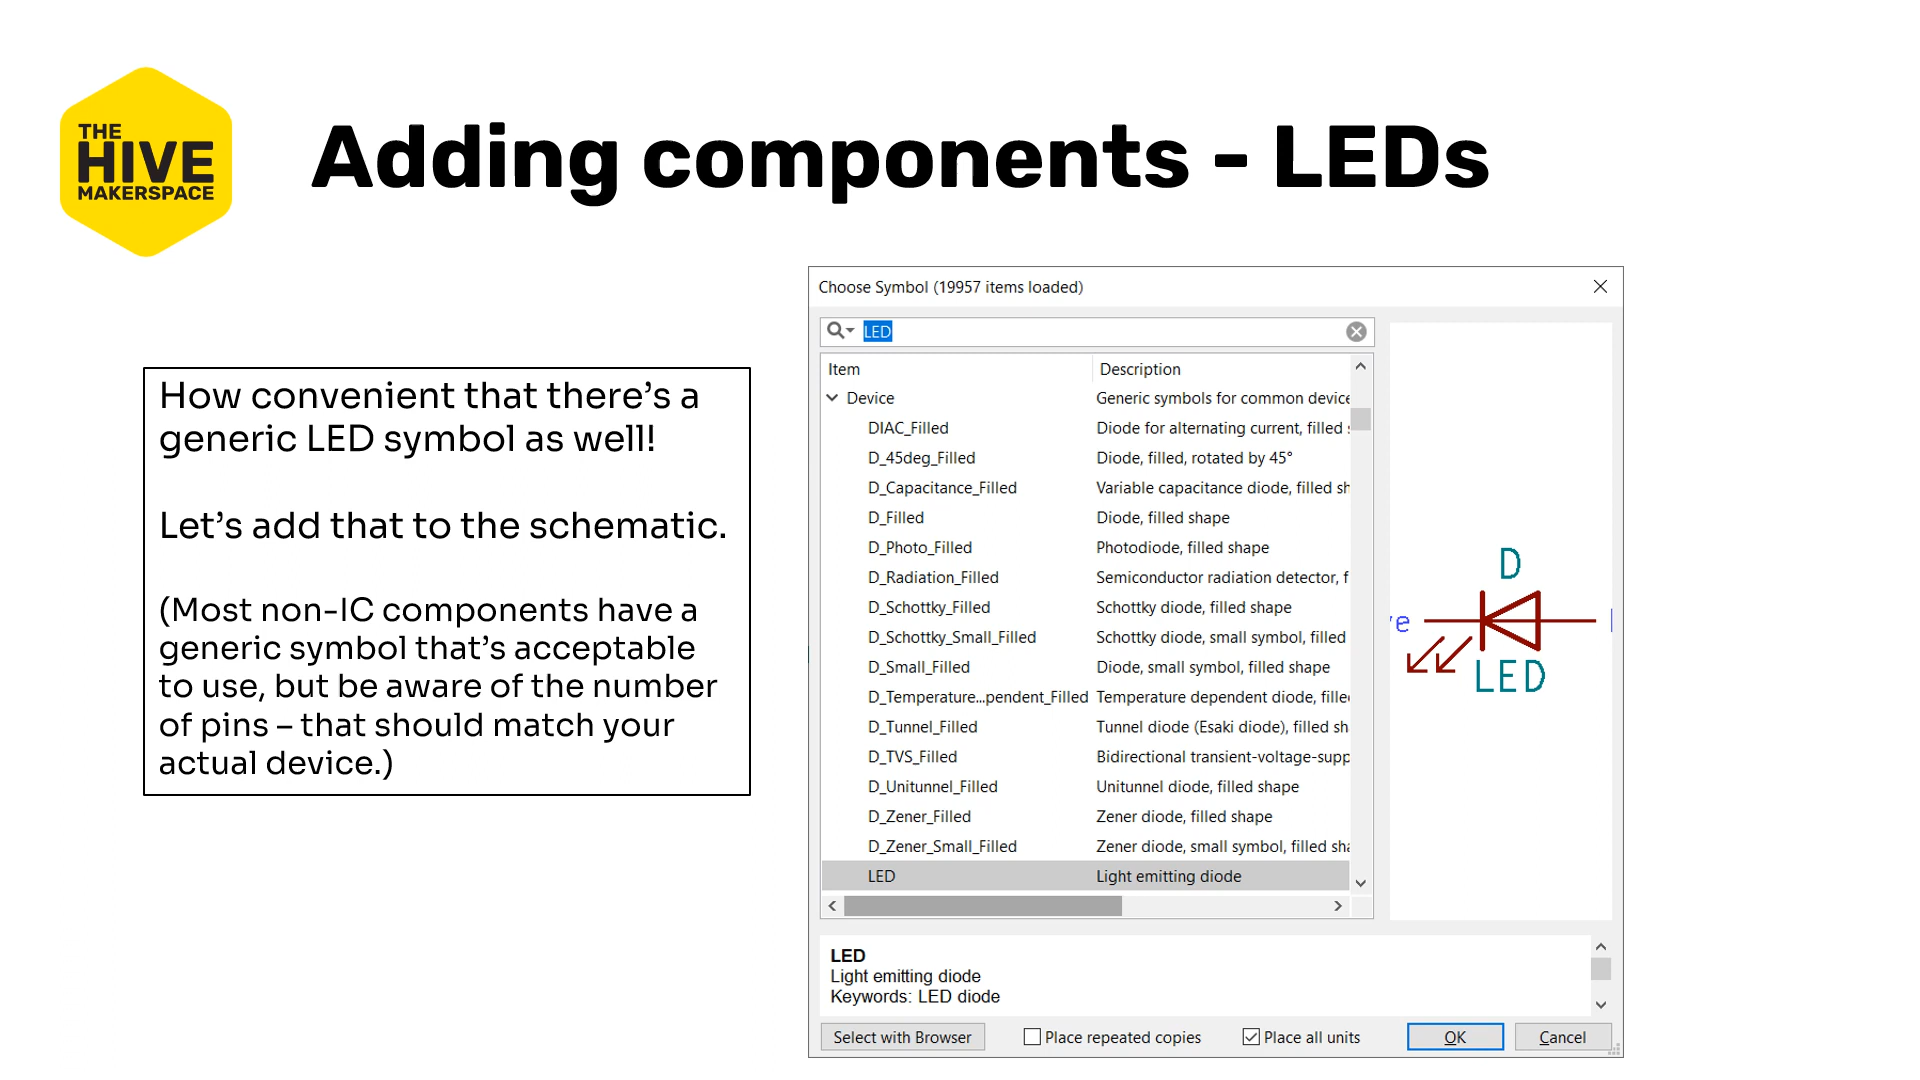 THE
HIVE
MAKERSPACE
Adding components - LEDs
How convenient that there's a
generic LED symbol as well!
Let's add that to the schematic.
(Most non-IC components have a
generic symbol that's acceptable
to use, but be aware of the number
of pins – that should match your
actual device.)
Choose Symbol (19957 items loaded)
LED
Item Description
Device Generic symbols for common device
DIAC_Filled Diode for alternating current, filled
D_45deg_Filled Diode, filled, rotated by 45°
D_Capacitance_Filled Variable capacitance diode, filled sh
D_Filled Diode, filled shape
D_Photo_Filled Photodiode, filled shape
D_Radiation_Filled Semiconductor radiation detector, f
D_Schottky_Filled Schottky diode, filled shape
D_Schottky_Small_Filled Schottky diode, small symbol, filled
D_Small_Filled Diode, small symbol, filled shape
D_Temperature...pendent_Filled Temperature dependent diode, fille
D_Tunnel_Filled Tunnel diode (Esaki diode), filled sh
D_TVS_Filled Bidirectional transient-voltage-supp
D_Unitunnel_Filled Unitunnel diode, filled shape
D_Zener_Filled Zener diode, filled shape
D_Zener_Small_Filled Zener diode, small symbol, filled sha
LED Light emitting diode
D
e
LED
LED
Light emitting diode
Keywords: LED diode
Select with Browser Place repeated copies Place all units OK Cancel